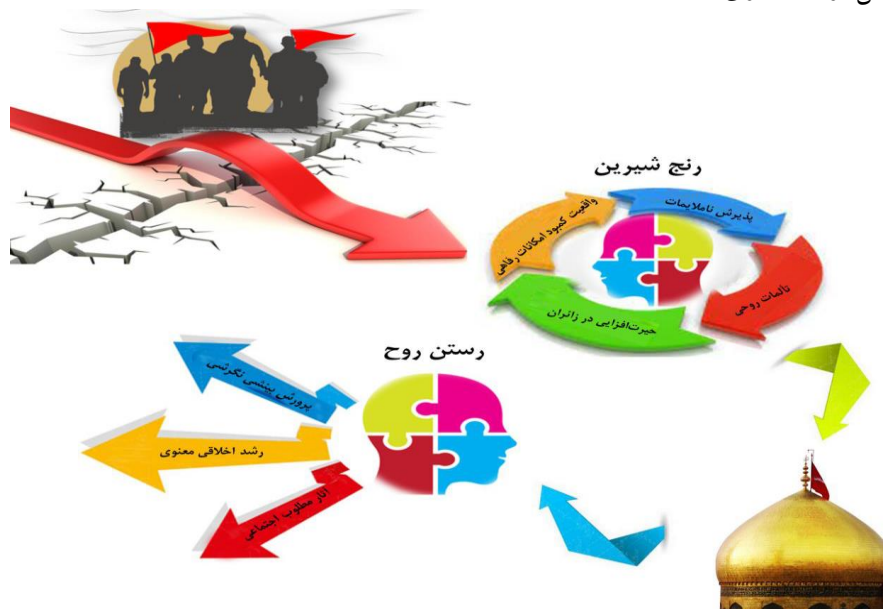 رنج شیرین
پذیرش ناملایمات
تألمات روحی
حیرت‌افزایی در زائران
واقعیت کمبود امکانات رفاهی
رستن روح
پرورش بینشی نگرشی
رشد اخلاقی معنوی
آثار مطلوب اجتماعی